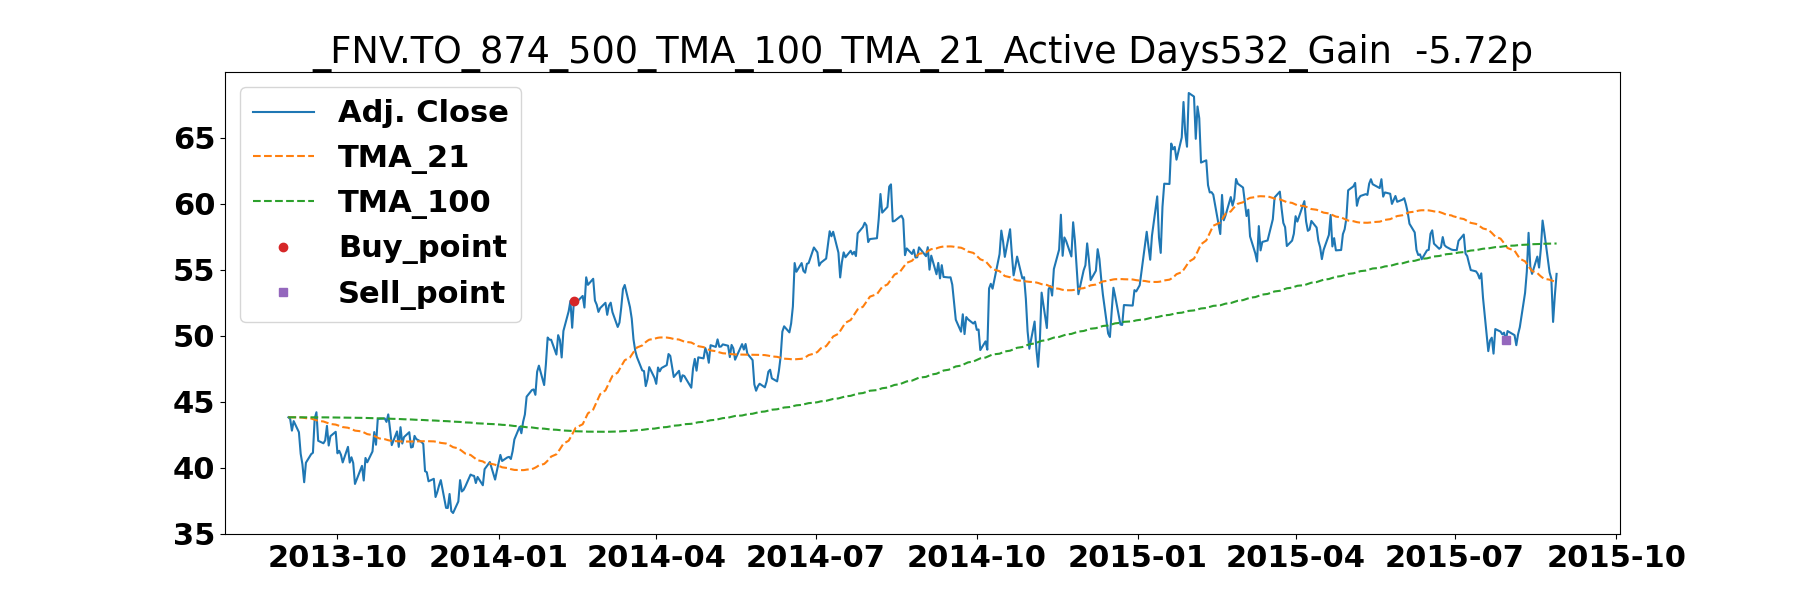 _FNV.TO_874_500_TMA_100_TMA_21_Active Days532_Gain  -5.72p
Adj. Close
TMA_21
TMA_100
Buy_point
Sell_point
65
60
55
50
45
40
35
2013-10 2014-01 2014-04 2014-07 2014-10 2015-01 2015-04 2015-07 2015-10